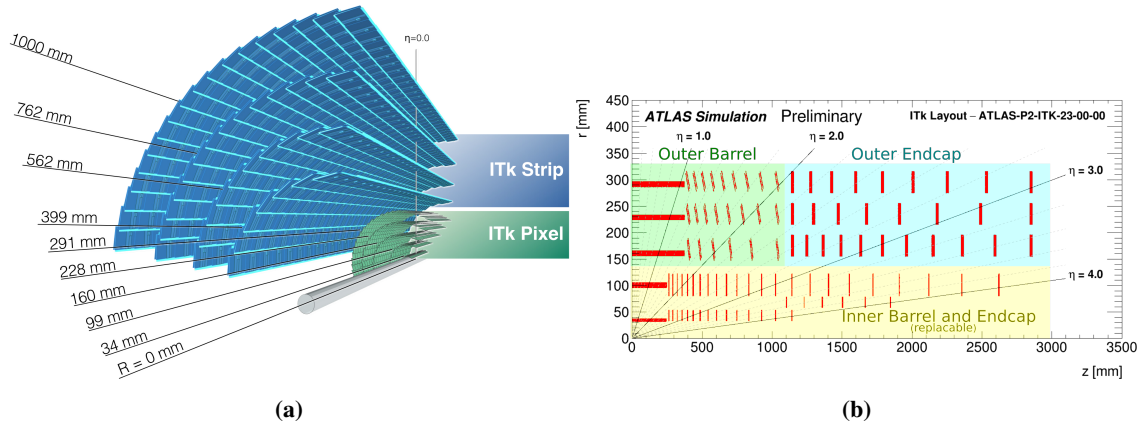 η=0.0
1000 mm
762 mm
562 mm
399 mm
291 mm
228 mm
160 mm
99 mm
34 mm
R = 0 mm
ITk Strip
ITk Pixel
(a)
r [mm]
450
400
350
300
250
200
150
100
50
0
ATLAS Simulation Preliminary
ITk Layout – ATLAS-P2-ITK-23-00-00
η = 1.0
η = 2.0
η = 3.0
η = 4.0
Outer Barrel
Outer Endcap
Inner Barrel and Endcap
(replacable)
0 500 1000 1500 2000 2500 3000 3500
z [mm]
(b)